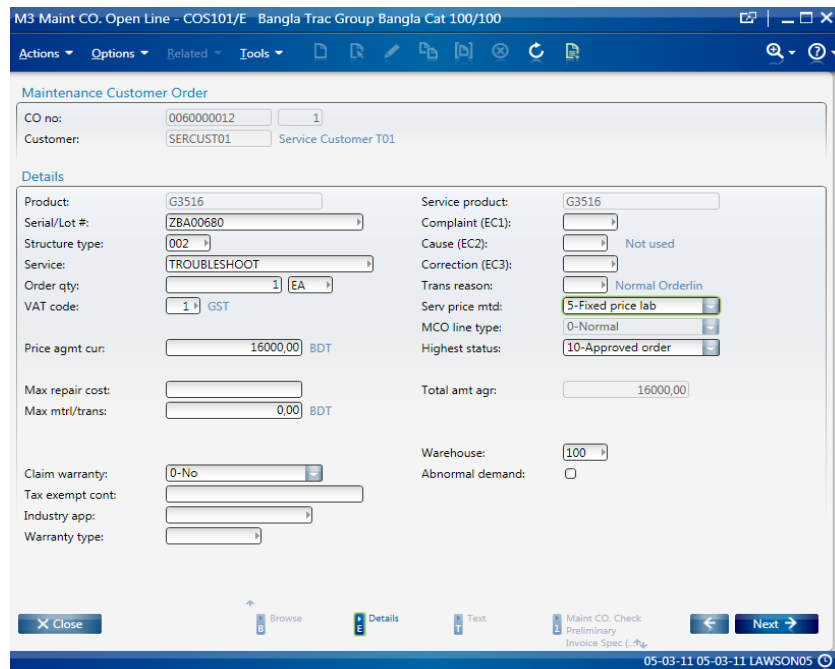 M3 Maint CO. Open Line - COS101/E Bangla Trac Group Bangla Cat 100/100
Actions Options Related Tools
Maintenance Customer Order
CO no: 0060000012 1
Customer: SERCUST01 Service Customer T01
Details
Product: G3516 Service product: G3516
Serial/Lot #: ZBA00680 Complaint (EC1):
Structure type: 002 Cause (EC2): Not used
Service: TROUBLESHOOT Correction (EC3):
Order qty: 1 EA Trans reason: Normal Orderlin
VAT code: 1 GST Serv price mtd: 5-Fixed price lab
MCO line type: 0-Normal
Price agmt cur: 16000,00 BDT Highest status: 10-Approved order
Max repair cost: Total amt agr: 16000,00
Max mtrl/trans: 0,00 BDT
Warehouse: 100
Claim warranty: 0-No Abnormal demand:
Tax exempt cont:
Industry app:
Warranty type:
X Close B Browse E Details T Text 1 Maint CO. Check Preliminary Invoice Spec (.. Next
05-03-11 05-03-11 LAWSON05